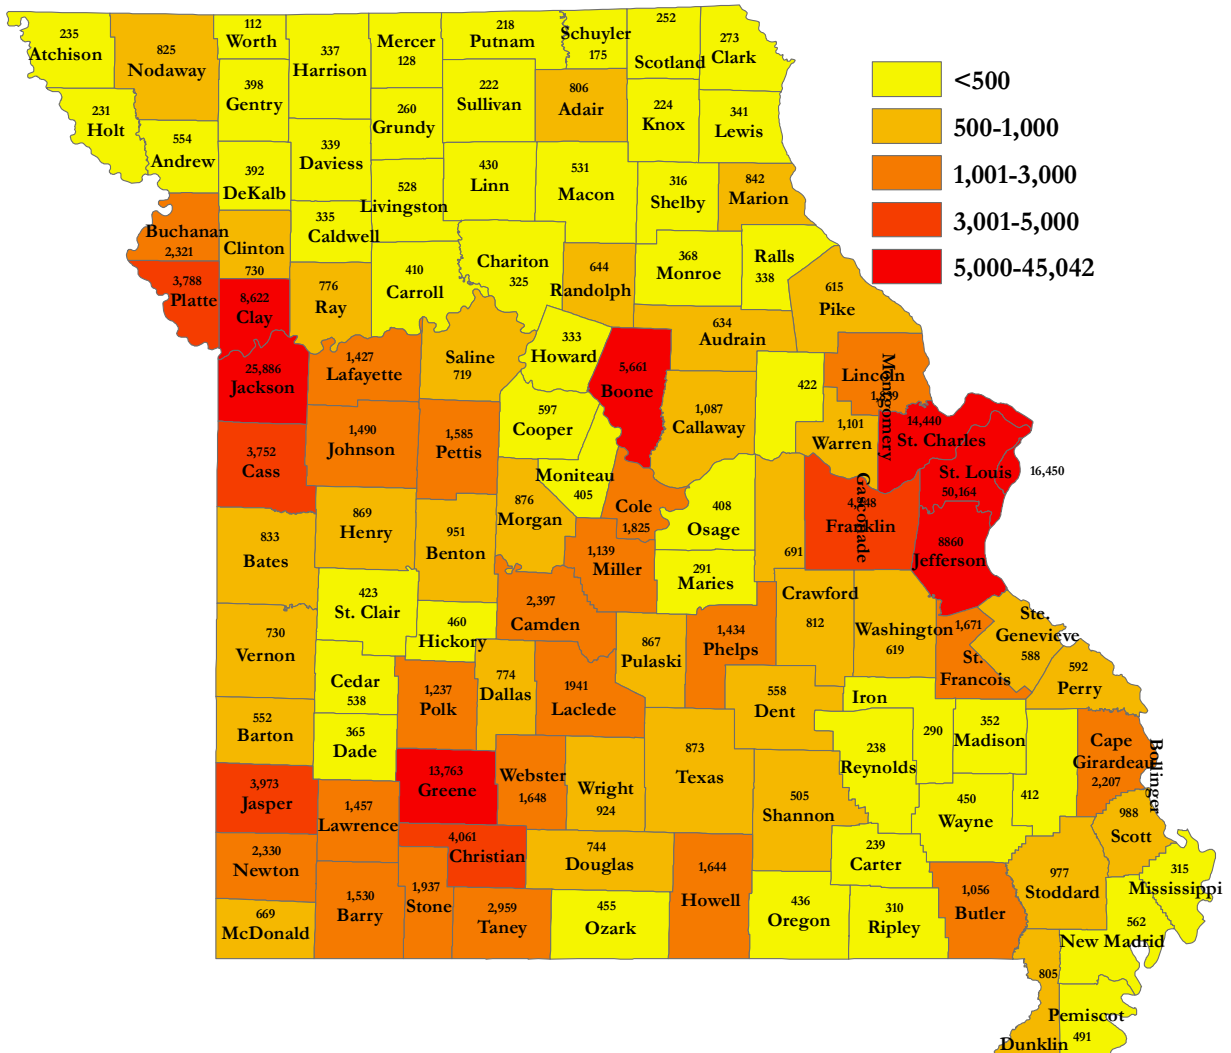 235
Atchison
825
Nodaway
112
Worth
337
Harrison
Mercer
128
218
Putnam
Schuyler
175
252
Scotland
273
Clark
<500
500-1,000
1,001-3,000
3,001-5,000
5,000-45,042
231
Holt
398
Gentry
260
Grundy
222
Sullivan
806
Adair
224
Knox
341
Lewis
554
Andrew
392
DeKalb
339
Daviess
528
Livingston
430
Linn
531
Macon
316
Shelby
842
Marion
Buchanan
2,321
Clinton
730
335
Caldwell
410
Carroll
Chariton
325
644
Randolph
368
Monroe
Ralls
338
615
Pike
3,788
Platte
8,622
Clay
776
Ray
634
Audrain
25,886
Jackson
1,427
Lafayette
Saline
719
333
Howard
5,661
Boone
422
Montgomery
Lincoln
3,752
Cass
1,490
Johnson
1,585
Pettis
597
Cooper
1,087
Callaway
1,101
Warren
14,440
St. Charles
St. Louis
50,164
16,450
Moniteau
405
876
Morgan
Cole
1,825
408
Osage
691
Gasconade
Franklin
8860
Jefferson
833
Bates
869
Henry
951
Benton
1,139
Miller
291
Maries
Crawford
812
423
St. Clair
460
Hickory
2,397
Camden
867
Pulaski
1,434
Phelps
Washington
619
1,671
St.
Francois
Ste.
Genevieve
588
592
Perry
730
Vernon
Cedar
538
1,237
Polk
774
Dallas
1941
Laclede
558
Dent
Iron
290
352
Madison
Cape
Girardeau
2,207
Bollinger
412
552
Barton
365
Dade
873
Texas
238
Reynolds
3,973
Jasper
1,457
Lawrence
13,763
Greene
Webster
1,648
Wright
924
505
Shannon
450
Wayne
988
Scott
2,330
Newton
4,061
Christian
744
Douglas
1,644
Howell
239
Carter
977
Stoddard
315
Mississippi
669
McDonald
1,530
Barry
1,937
Stone
2,959
Taney
455
Ozark
436
Oregon
310
Ripley
1,056
Butler
562
New Madrid
805
Dunklin
Pemiscot
491